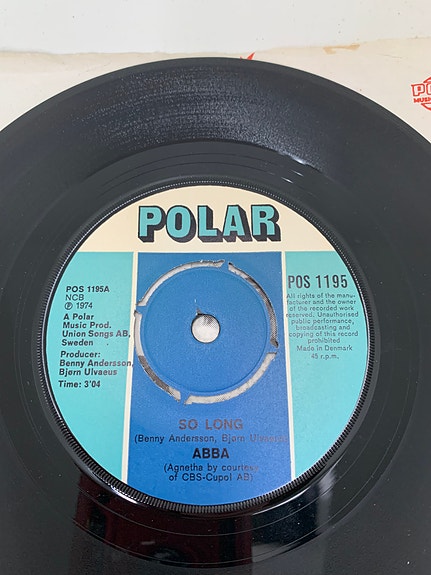 POLAR
POS 1195A
NCB
Ⓟ 1974
A Polar
Music Prod.
Union Songs AB,
Sweden
Producer:
Benny Andersson,
Bjørn Ulvaeus
Time: 3'04
POS 1195
All rights of the manu-
facturer and the owner
of the recorded work
reserved. Unauthorised
public performance,
broadcasting and
copying of this record
prohibited
Made in Denmark
45 r.p.m.
SO LONG
(Benny Andersson, Bjørn Ulvaeus)
ABBA
(Agnetha by courtesy
of CBS-Cupol AB)